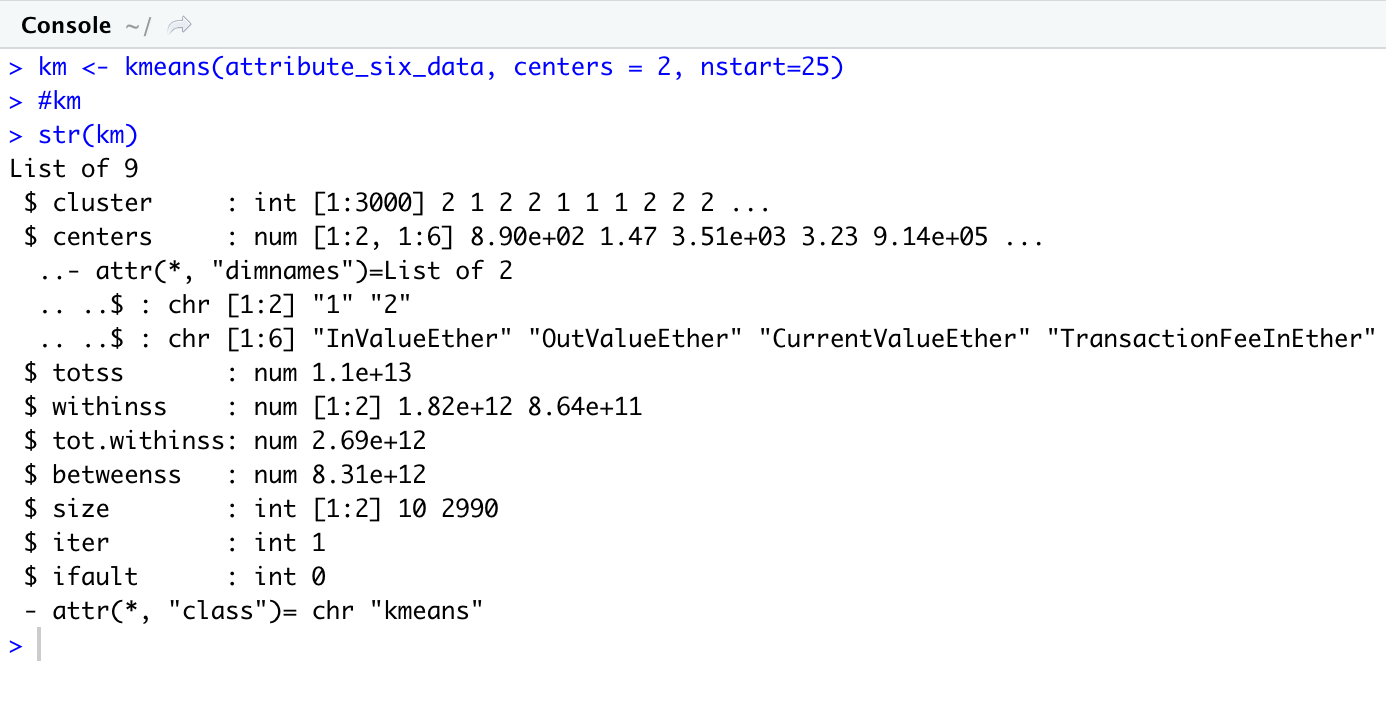 Console ~/
> km <- kmeans(attribute_six_data, centers = 2, nstart=25)
> #km
> str(km)
List of 9
 $ cluster     : int [1:3000] 2 1 2 2 1 1 1 2 2 2 ...
 $ centers     : num [1:2, 1:6] 8.90e+02 1.47 3.51e+03 3.23 9.14e+05 ...
  ..- attr(*, "dimnames")=List of 2
  .. ..$ : chr [1:2] "1" "2"
  .. ..$ : chr [1:6] "InValueEther" "OutValueEther" "CurrentValueEther" "TransactionFeeInEther"
 $ totss       : num 1.1e+13
 $ withinss    : num [1:2] 1.82e+12 8.64e+11
 $ tot.withinss: num 2.69e+12
 $ betweenss   : num 8.31e+12
 $ size        : int [1:2] 10 2990
 $ iter        : int 1
 $ ifault      : int 0
 - attr(*, "class")= chr "kmeans"
>